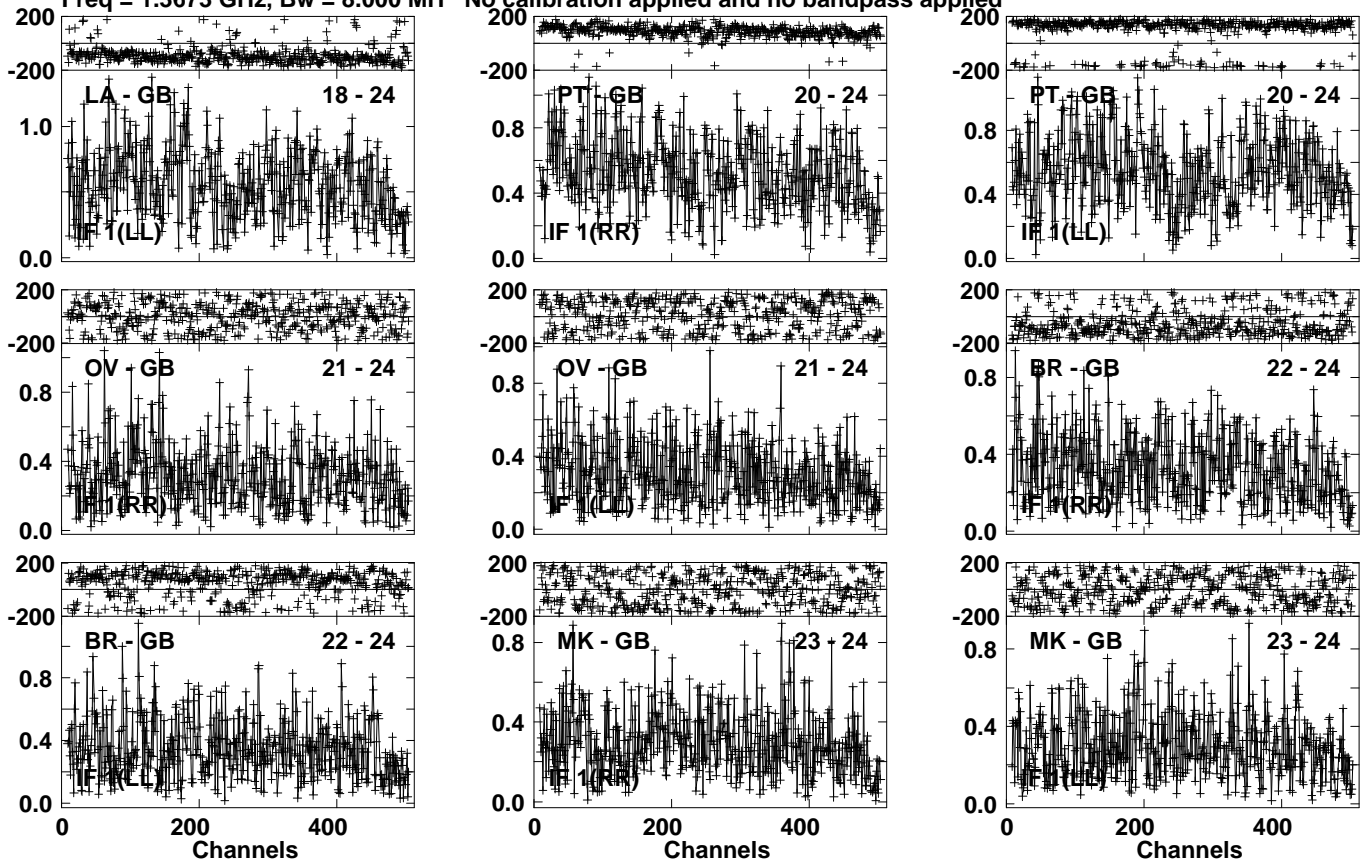 Freq = 1.3675 GHz, Bw = 8.000 MH No calibration applied and no bandpass applied
200 200 200
-200 -200 -200
LA - GB 18 - 24 PT - GB 20 - 24 PT - GB 20 - 24
1.0 0.8 0.8
0.4 0.4
IF 1(LL) IF 1(RR) IF 1(LL)
0.0 0.0 0.0
200 200 200
-200 -200 -200
OV - GB 21 - 24 OV - GB 21 - 24 BR - GB 22 - 24
0.8 0.8 0.8
0.4 0.4 0.4
IF 1(RR) IF 1(LL) IF 1(RR)
0.0 0.0 0.0
200 200 200
-200 -200 -200
BR - GB 22 - 24 MK - GB 23 - 24 MK - GB 23 - 24
0.8 0.8 0.8
0.4 0.4 0.4
IF 1(LL) IF 1(RR) IF 1(LL)
0.0 0.0 0.0
0 200 400 0 200 400 0 200 400
Channels Channels Channels